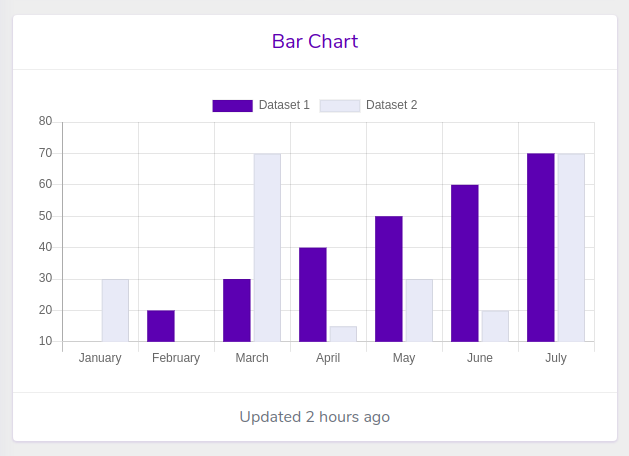 Bar Chart
Dataset 1 Dataset 2
80
70
60
50
40
30
20
10
January February March April May June July
Updated 2 hours ago